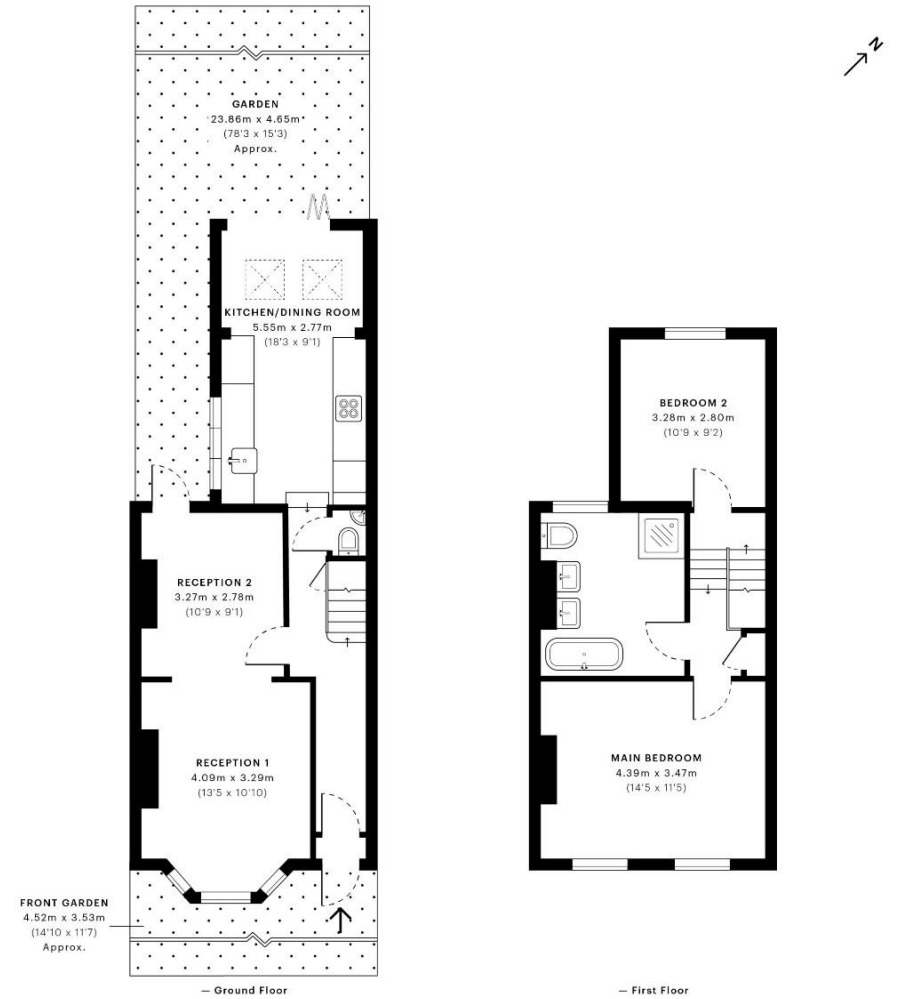 N
GARDEN
23.86m x 4.65m
(78'3 x 15'3)
Approx.
KITCHEN/DINING ROOM
5.55m x 2.77m
(18'3 x 9'1)
BEDROOM 2
3.28m x 2.80m
(10'9 x 9'2)
RECEPTION 2
3.27m x 2.78m
(10'9 x 9'1)
RECEPTION 1
4.09m x 3.29m
(13'5 x 10'10)
MAIN BEDROOM
4.39m x 3.47m
(14'5 x 11'5)
FRONT GARDEN
4.52m x 3.53m
(14'10 x 11'7)
Approx.
— Ground Floor
— First Floor